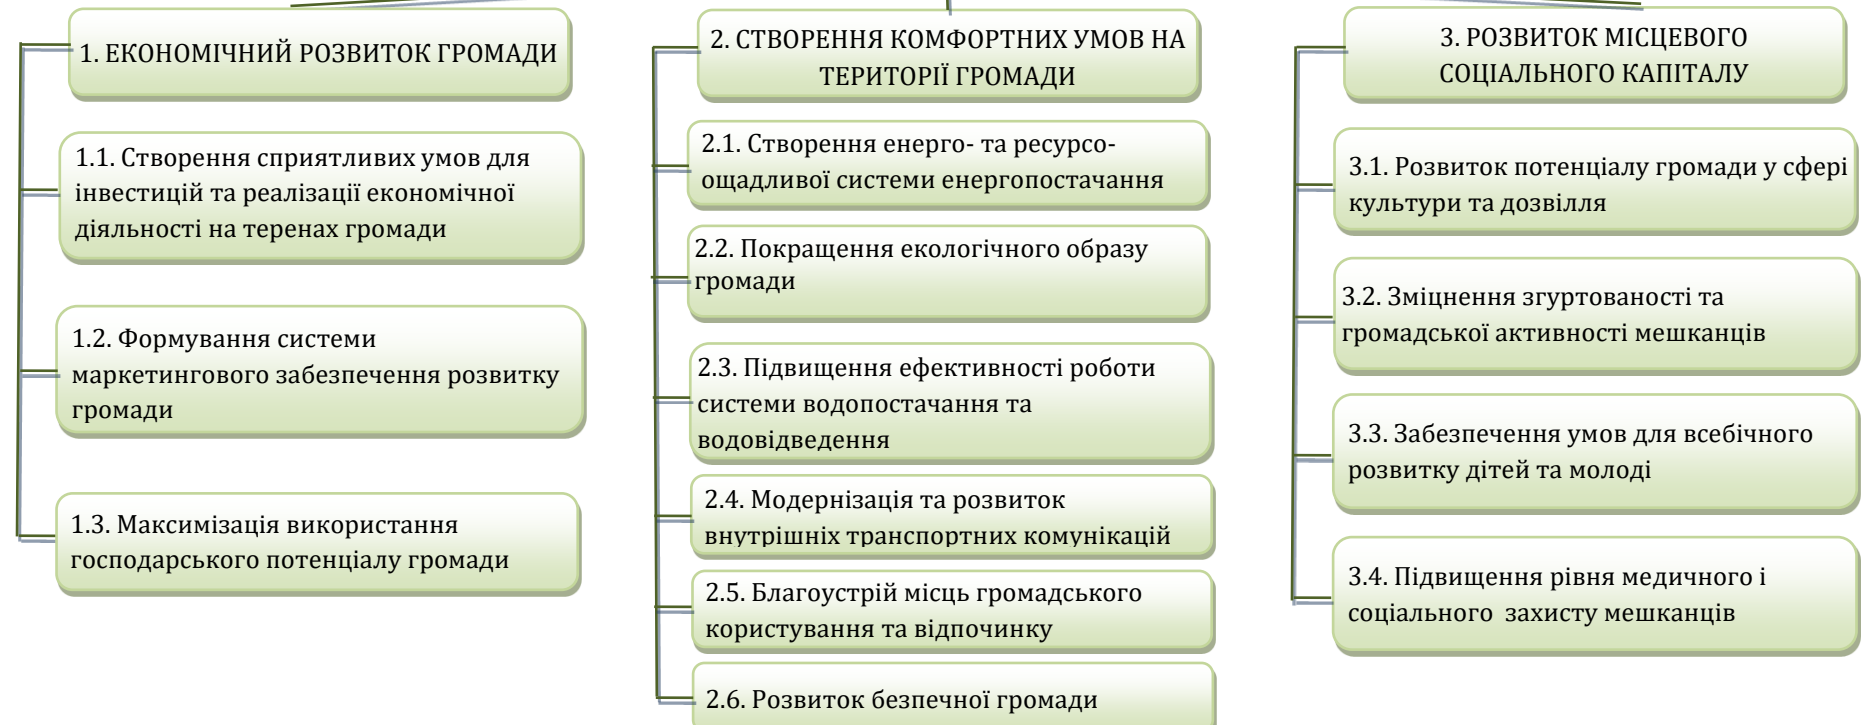 1. ЕКОНОМІЧНИЙ РОЗВИТОК ГРОМАДИ
1.1. Створення сприятливих умов для
інвестицій та реалізації економічної
діяльності на теренах громади
1.2. Формування системи
маркетингового забезпечення розвитку
громади
1.3. Максимізація використання
господарського потенціалу громади
2. СТВОРЕННЯ КОМФОРТНИХ УМОВ НА
ТЕРИТОРІЇ ГРОМАДИ
2.1. Створення енерго- та ресурсо-
ощадливої системи енергопостачання
2.2. Покращення екологічного образу
громади
2.3. Підвищення ефективності роботи
системи водопостачання та
водовідведення
2.4. Модернізація та розвиток
внутрішніх транспортних комунікацій
2.5. Благоустрій місць громадського
користування та відпочинку
2.6. Розвиток безпечної громади
3. РОЗВИТОК МІСЦЕВОГО
СОЦІАЛЬНОГО КАПІТАЛУ
3.1. Розвиток потенціалу громади у сфері
культури та дозвілля
3.2. Зміцнення згуртованості та
громадської активності мешканців
3.3. Забезпечення умов для всебічного
розвитку дітей та молоді
3.4. Підвищення рівня медичного і
соціального  захисту мешканців